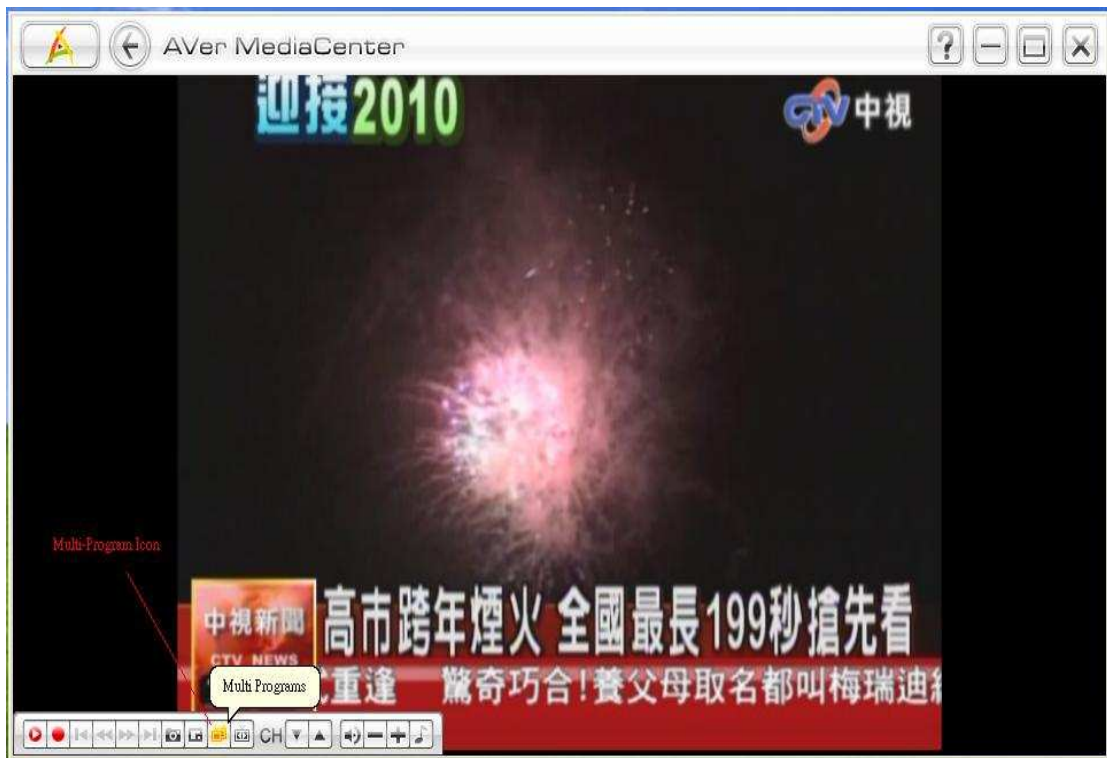 AVer MediaCenter
迎接2010
CTV 中視
Multi-Program Icon
中視新聞
CTV NEWS
高市跨年煙火 全國最長199秒搶先看
重逢 驚奇巧合!養父母取名都叫梅瑞迪
Multi Programs
CH